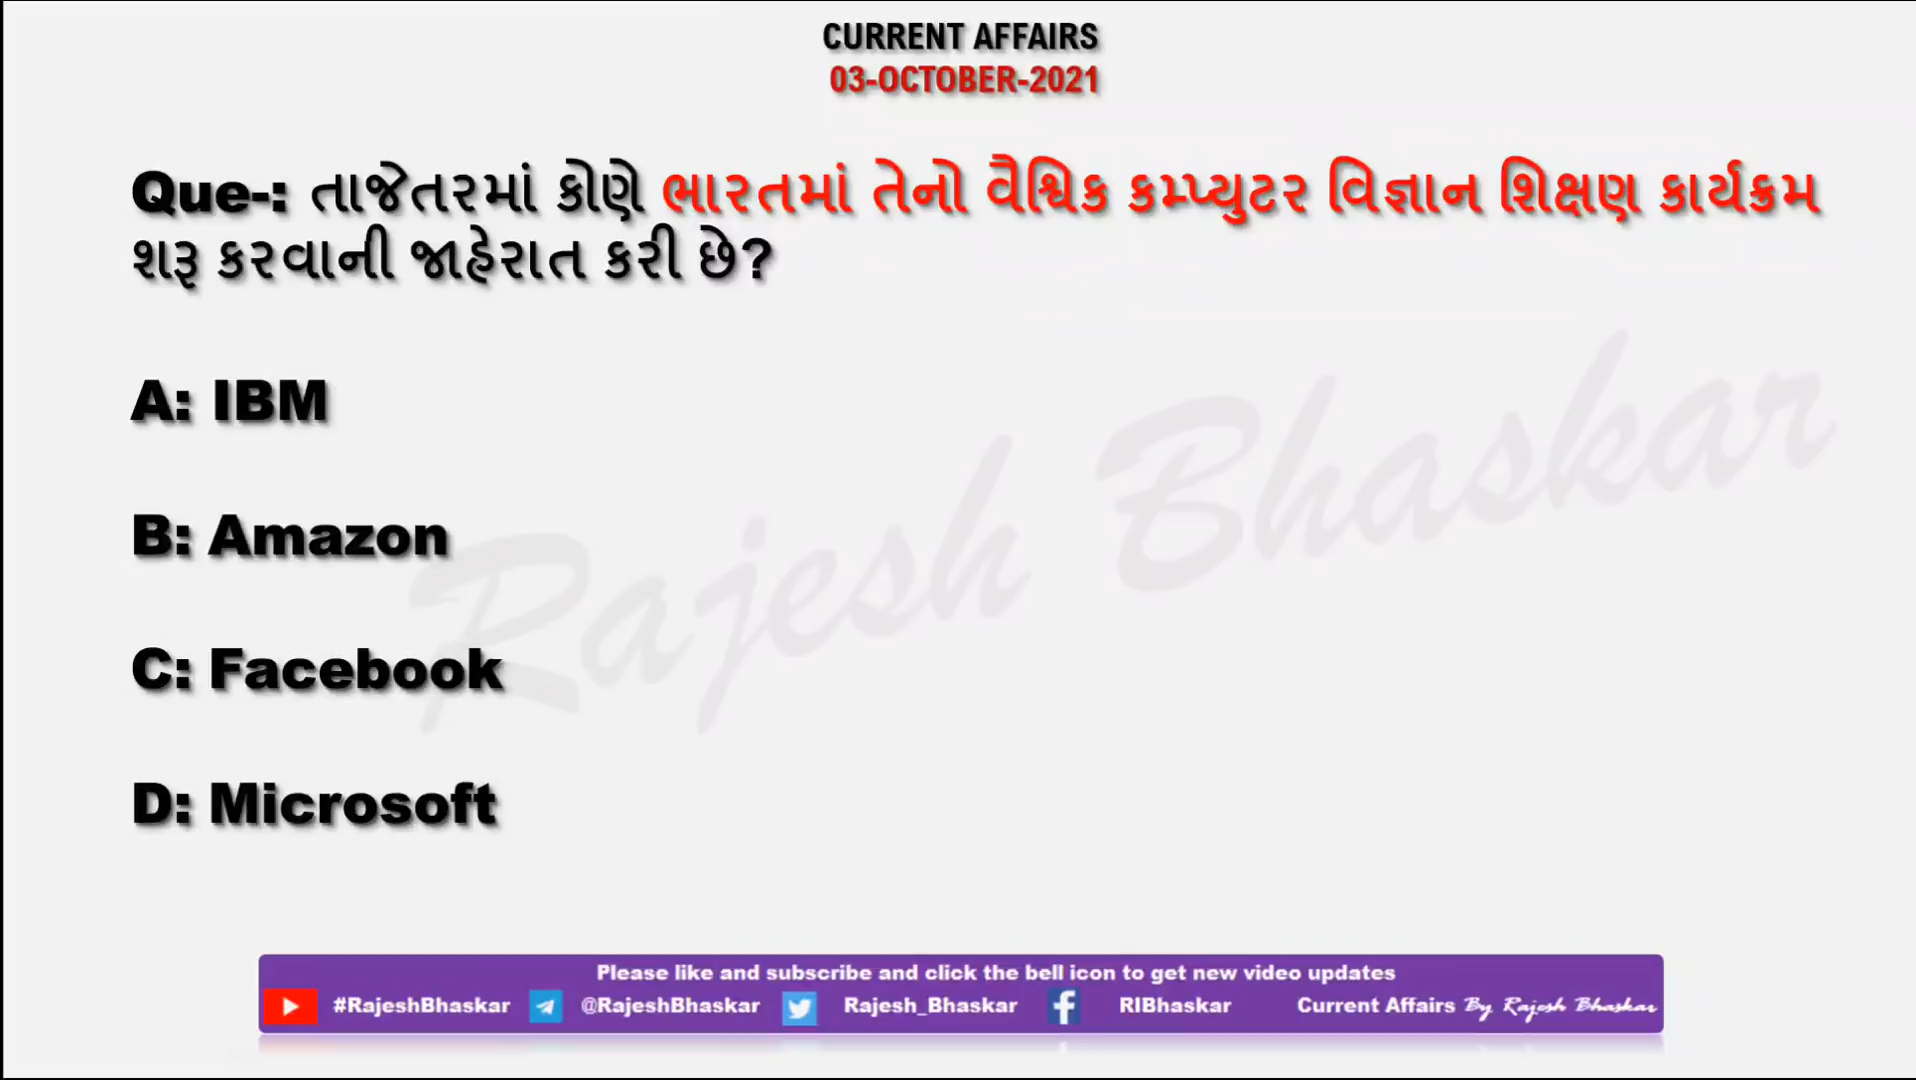 CURRENT AFFAIRS
03-OCTOBER-2021
Que-: તાજેતરમાં કોણે ભારતમાં તેનો વૈશ્વિક કમ્પ્યુટર વિજ્ઞાન શિક્ષણ કાર્યક્રમ
શરૂ કરવાની જાહેરાત કરી છે?
A: IBM
B: Amazon
C: Facebook
D: Microsoft
Rajesh Bhaskar
Please like and subscribe and click the bell icon to get new video updates
#RajeshBhaskar @RajeshBhaskar Rajesh_Bhaskar RIBhaskar Current Affairs By Rajesh Bhaskar